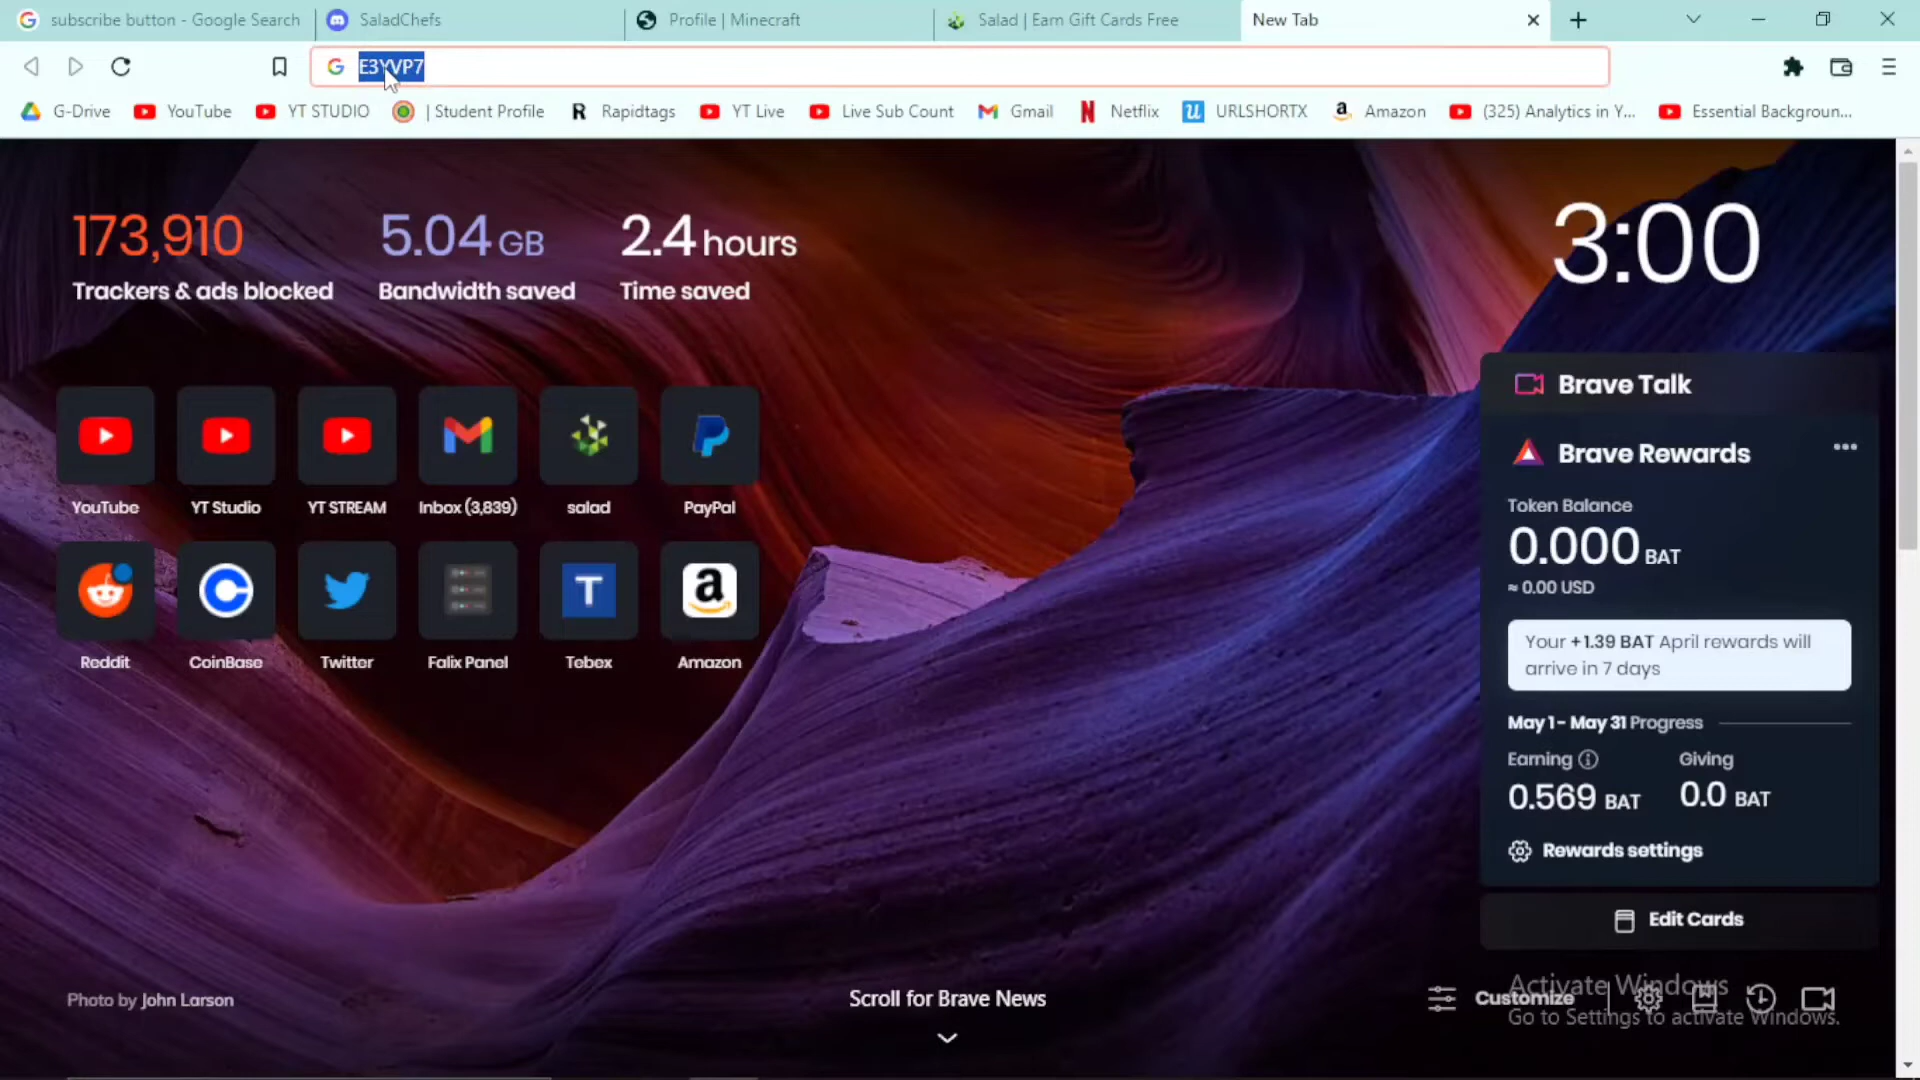 subscribe button - Google Search
SaladChefs
Profile | Minecraft
Salad | Earn Gift Cards Free
New Tab
E3YVP7
G-Drive
YouTube
YT STUDIO
| Student Profile
R Rapidtags
YT Live
Live Sub Count
Gmail
Netflix
URLSHORTX
Amazon
(325) Analytics in Y...
Essential Backgroun...
173,910
Trackers & ads blocked
5.04 GB
Bandwidth saved
2.4 hours
Time saved
3:00
YouTube
YT Studio
YT STREAM
Inbox (3,839)
salad
PayPal
Reddit
CoinBase
Twitter
Falix Panel
T
Tebex
Amazon
Brave Talk
Brave Rewards
Token Balance
0.000 BAT
≈ 0.00 USD
Your +1.39 BAT April rewards will
arrive in 7 days
May 1 - May 31 Progress
Earning
0.569 BAT
Giving
0.0 BAT
Rewards settings
Edit Cards
Photo by John Larson
Scroll for Brave News
Customize
Activate Windows
Go to Settings to activate Windows.